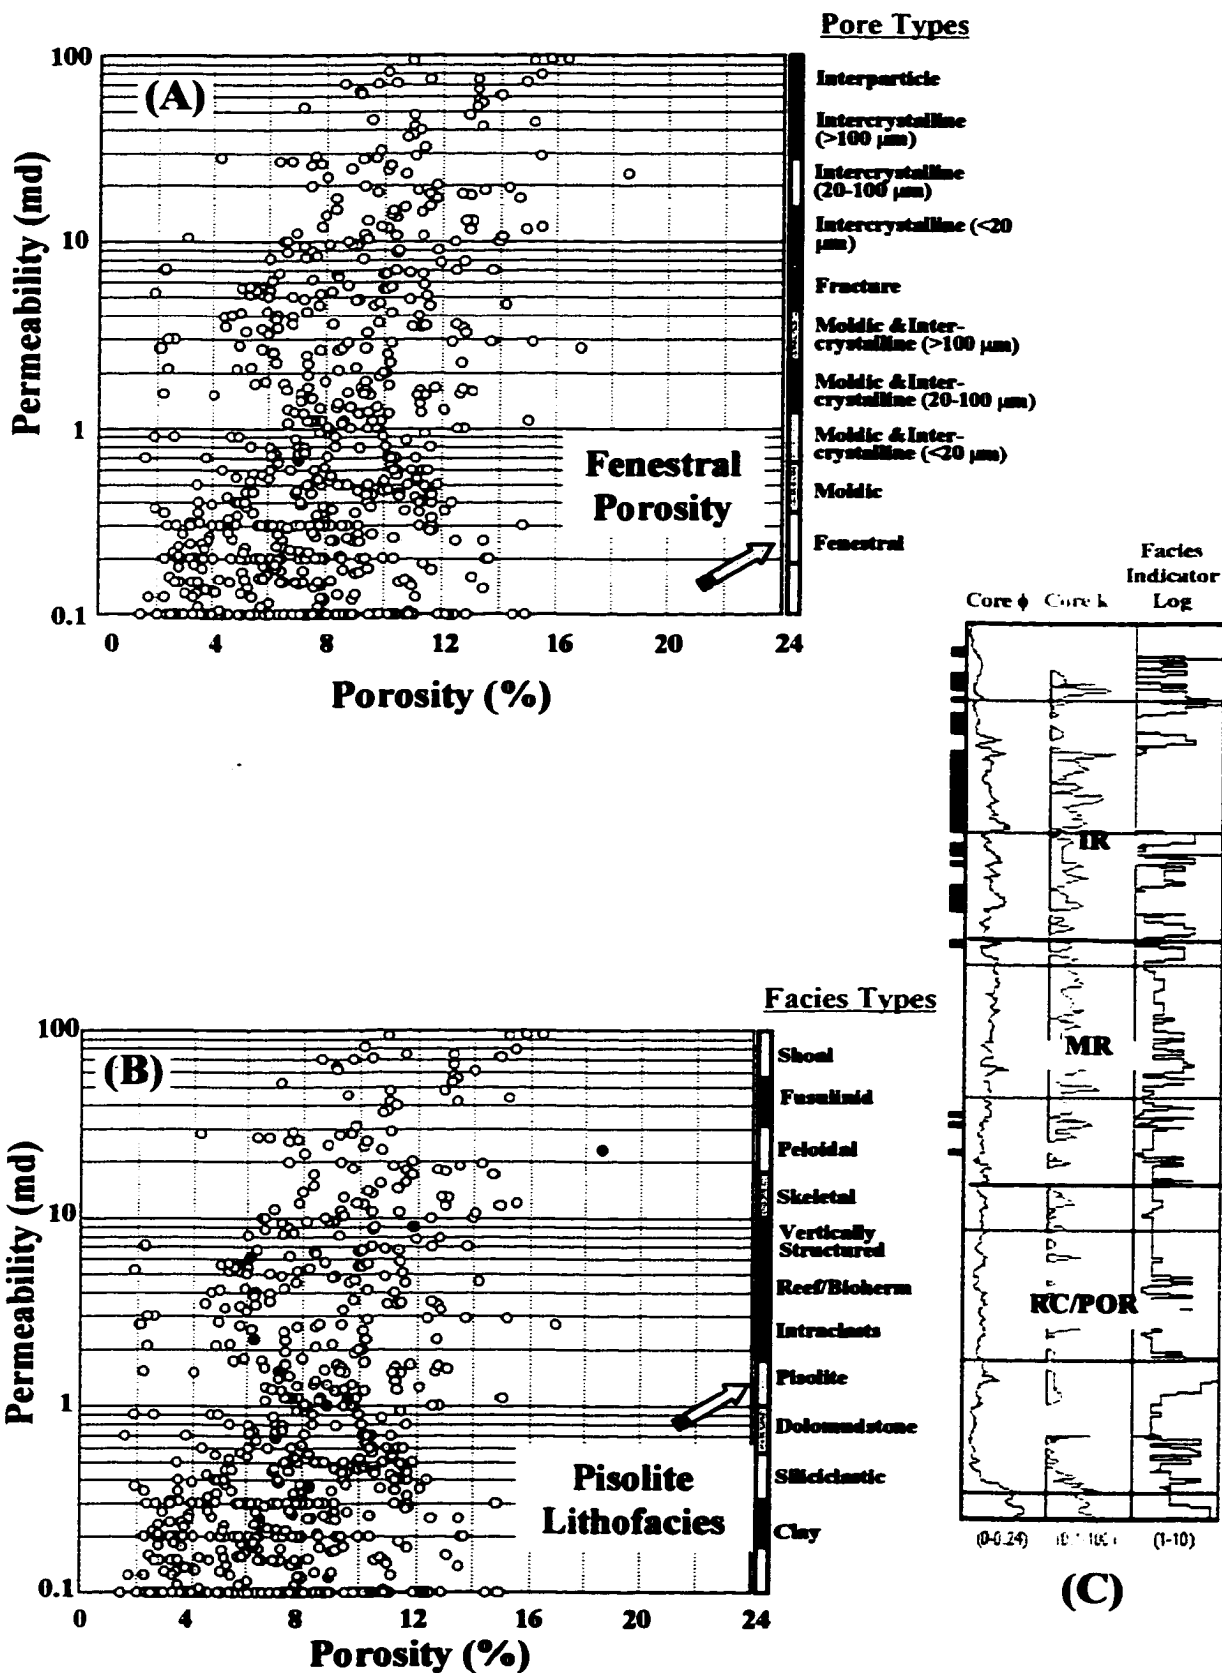 Pore Types
(A)
100
10
1
0.1
Permeability (md)
0
4
8
12
16
20
24
Porosity (%)
Fenestral
Porosity
Interparticle
Intercrystalline
(>100 μm)
Intercrystalline
(20-100 μm)
Intercrystalline (<20
μm)
Fracture
Moldic & Inter-
crystalline (>100 μm)
Moldic & Inter-
crystalline (20-100 μm)
Moldic & Inter-
crystalline (<20 μm)
Moldic
Fenestral
Facies Types
(B)
100
10
1
0.1
Permeability (md)
0
4
8
12
16
20
24
Porosity (%)
Pisolite
Lithofacies
Shoal
Fusulinid
Peloidal
Skeletal
Vertically
Structured
Reef/Bioherm
Intraclasts
Pisolite
Dolomudstone
Siliciclastic
Clay
Facies
Indicator
Log
Core ϕ
Core k
IR
MR
RC/POR
(0-0.24)
(1-10)
(C)